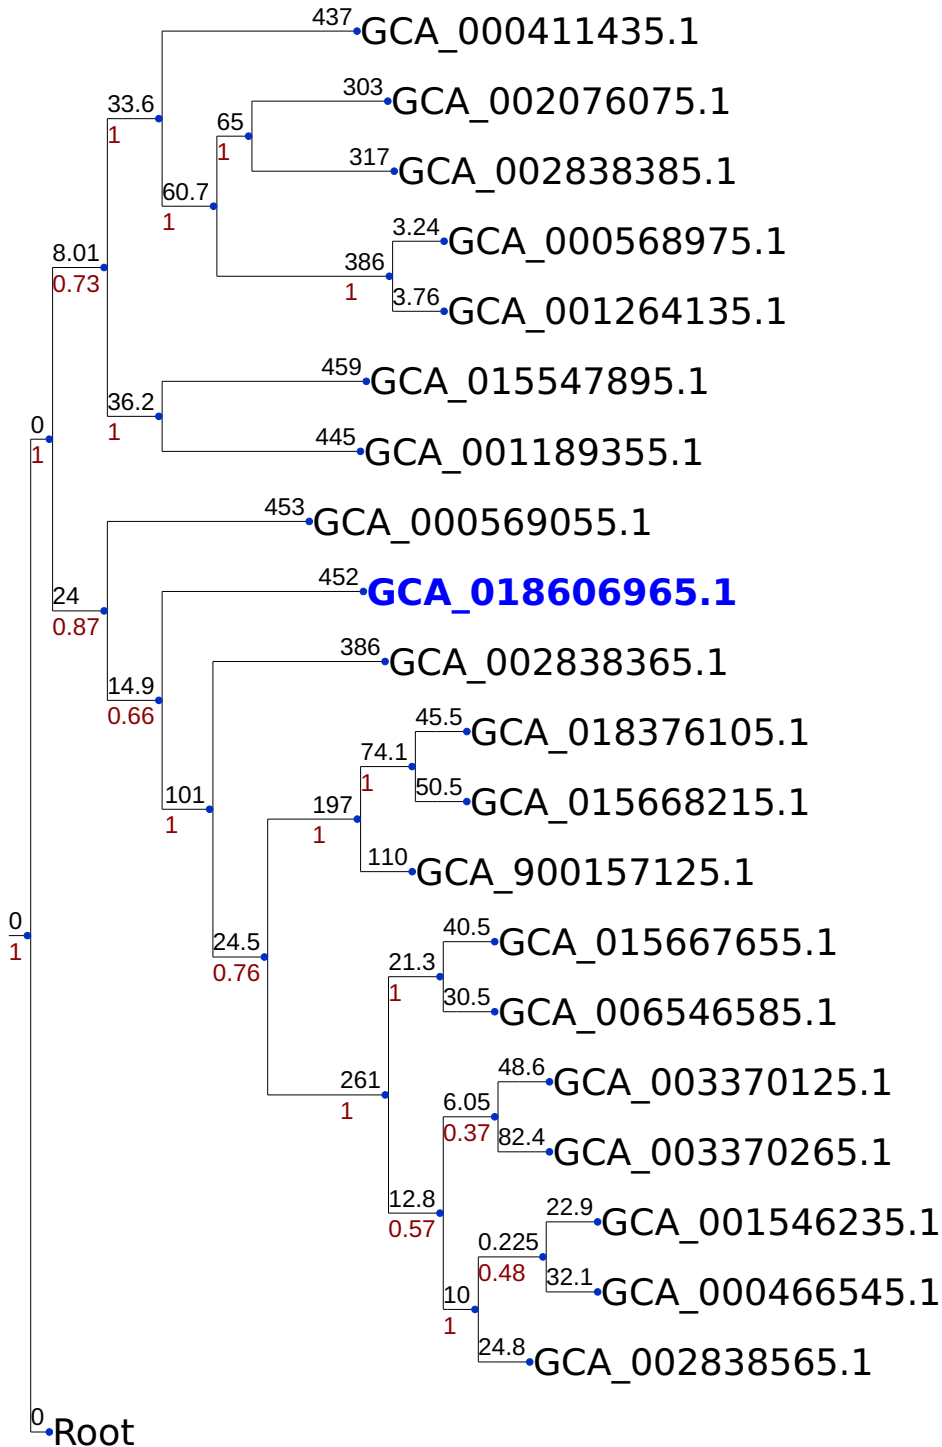 437
GCA_000411435.1
33.6
1
303
GCA_002076075.1
65
1
317
GCA_002838385.1
60.7
1
3.24
GCA_000568975.1
8.01
0.73
386
1
3.76
GCA_001264135.1
459
GCA_015547895.1
36.2
1
0
1
445
GCA_001189355.1
453
GCA_000569055.1
24
0.87
452
GCA_018606965.1
386
GCA_002838365.1
14.9
0.66
45.5
GCA_018376105.1
74.1
1
50.5
GCA_015668215.1
101
1
197
1
110
GCA_900157125.1
0
1
24.5
0.76
40.5
GCA_015667655.1
21.3
1
30.5
GCA_006546585.1
261
1
48.6
GCA_003370125.1
6.05
0.37
82.4
GCA_003370265.1
12.8
0.57
22.9
GCA_001546235.1
0.225
0.48
32.1
GCA_000466545.1
10
1
24.8
GCA_002838565.1
0
Root